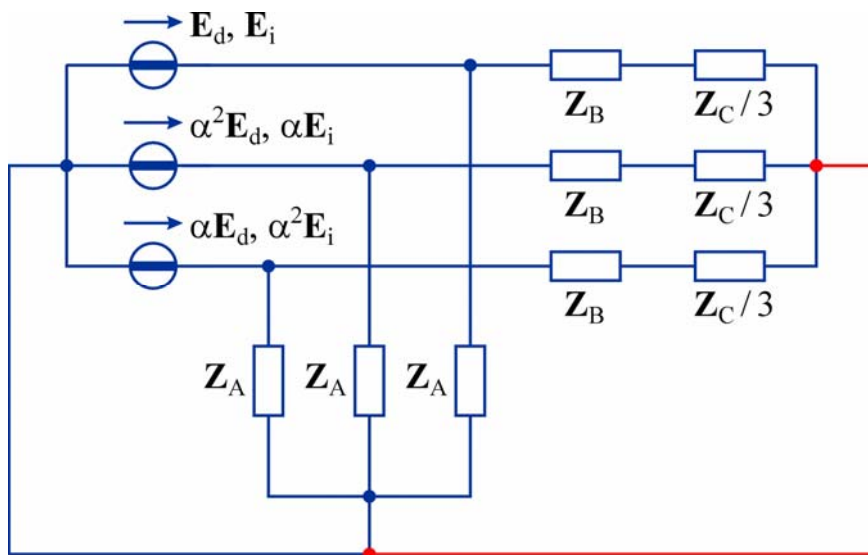 E_d, E_i
α²E_d, αE_i
αE_d, α²E_i
Z_B Z_C / 3
Z_B Z_C / 3
Z_B Z_C / 3
Z_A Z_A Z_A